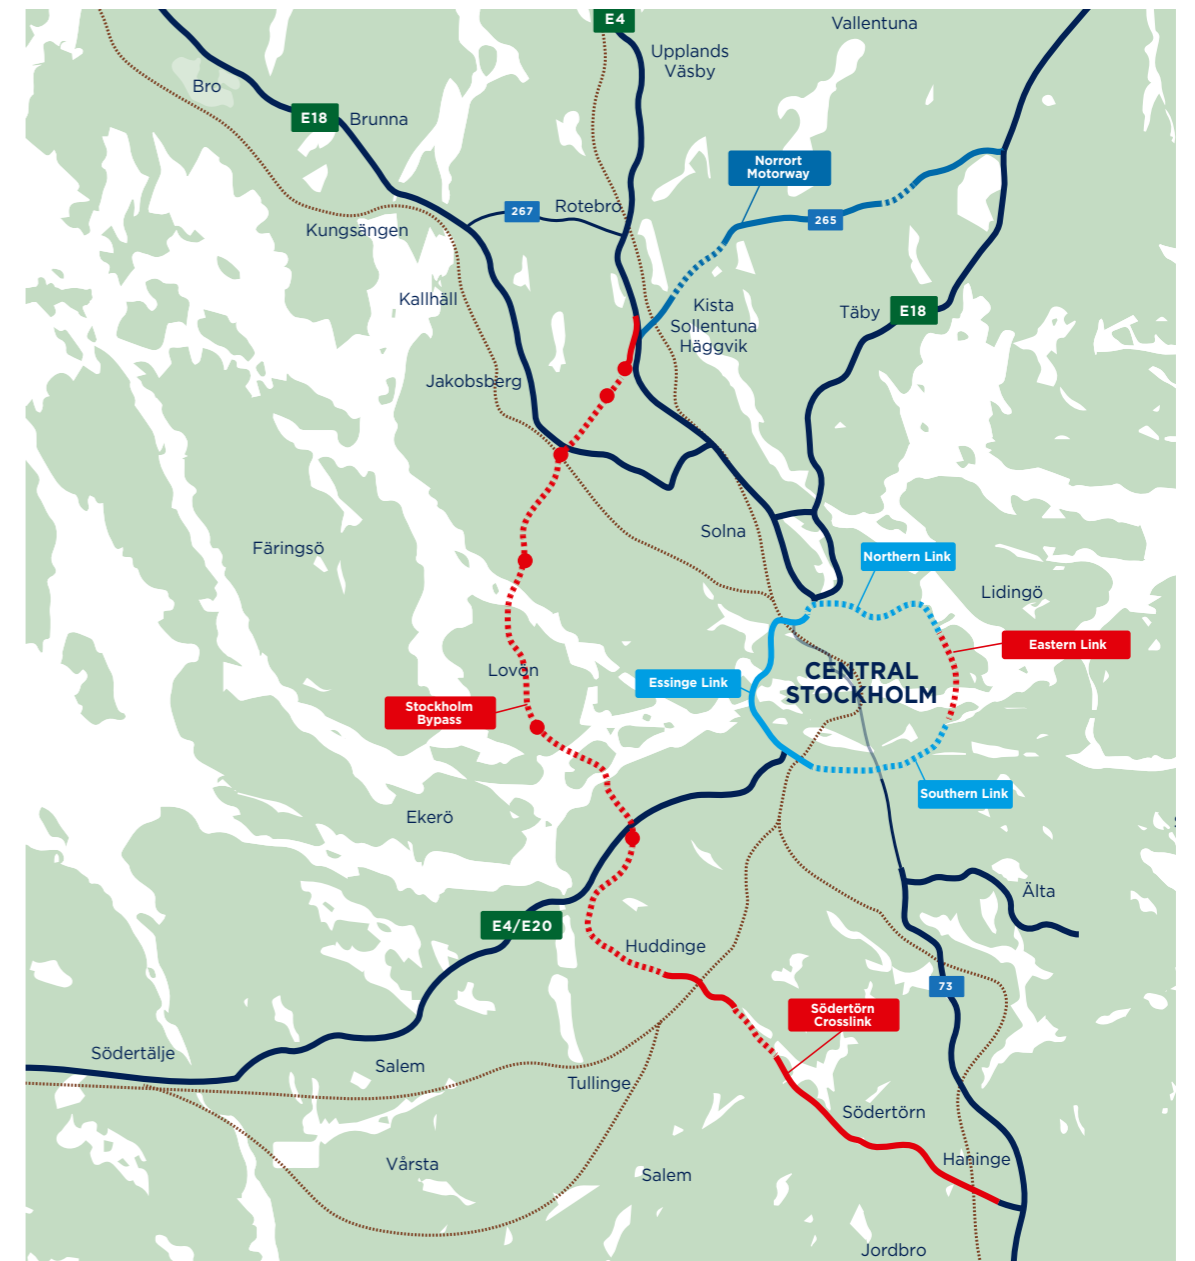 E4
Vallentuna
Upplands
Väsby
Bro
E18
Brunna
Norrort
Motorway
267
Rotebro
265
Kungsängen
Kallhäll
Kista
Sollentuna
Häggvik
Täby
E18
Jakobsberg
Solna
Färingsö
Northern Link
Lidingö
Eastern Link
Lovön
Essinge Link
CENTRAL
STOCKHOLM
Stockholm
Bypass
Southern Link
Ekerö
Älta
E4/E20
Huddinge
73
Södertörn
Crosslink
Södertälje
Salem
Tullinge
Södertörn
Vårsta
Haninge
Salem
Jordbro